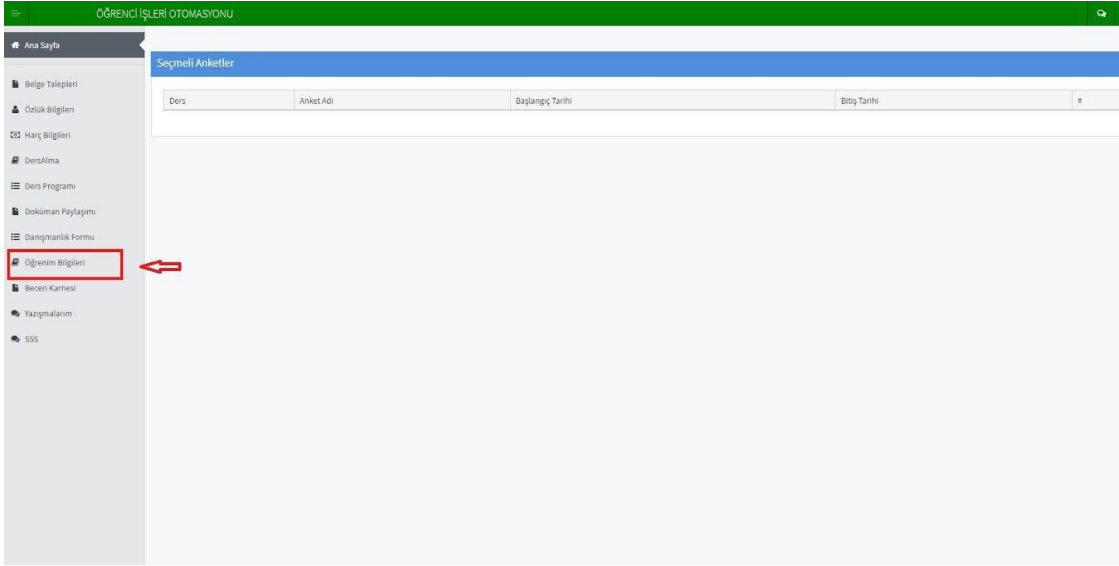 ÖĞRENCİ İŞLERİ OTOMASYONU
Ana Sayfa
Seçmeli Anketler
Ders Anket Adı Başlangıç Tarihi Bitiş Tarihi #
Belge Talepleri
Özlük Bilgileri
Harç Bilgileri
DersAlma
Ders Programı
Doküman Paylaşımı
Danışmanlık Formu
Öğrenim Bilgileri
Beceri Karnesi
Yazışmalarım
SSS